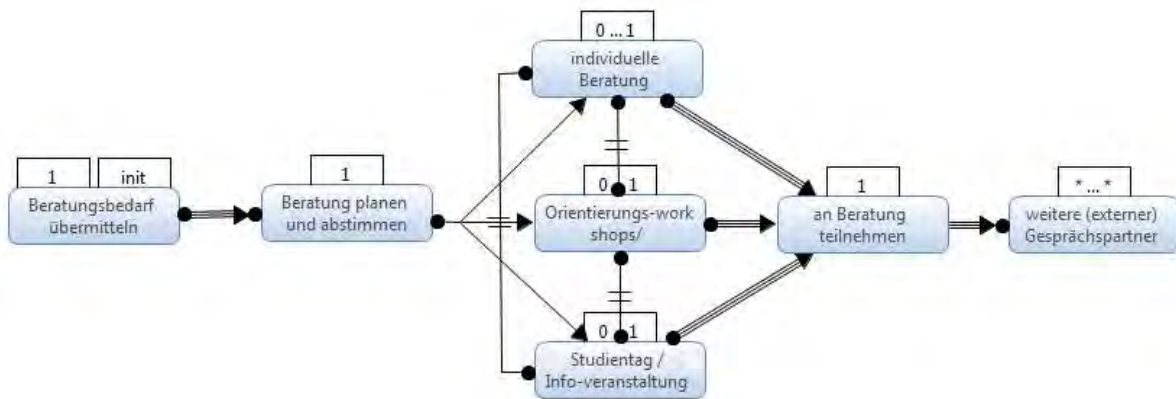 0 ... 1
individuelle
Beratung
1
init
Beratungsbedarf
übermitteln
1
Beratung planen
und abstimmen
0 1
Orientierungs-work
shops/
1
an Beratung
teilnehmen
* ... *
weitere (externer)
Gesprächspartner
0 1
Studientag /
Info-veranstaltung